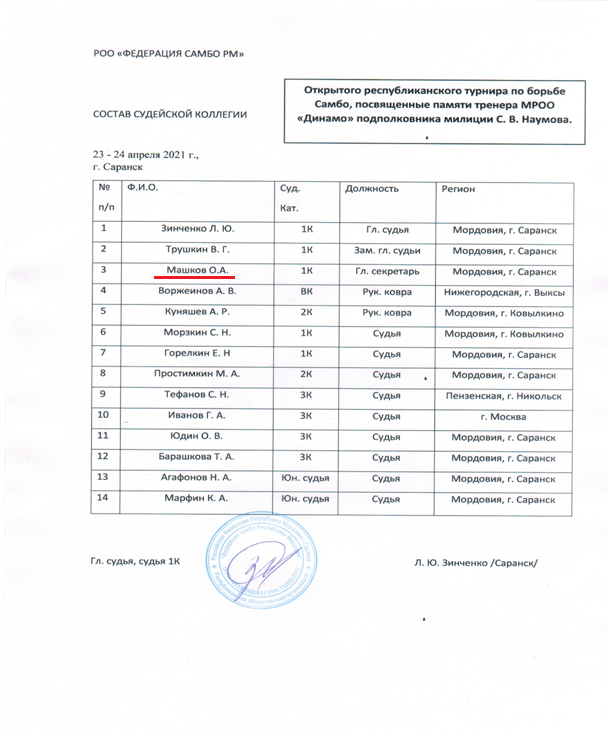 РОО «ФЕДЕРАЦИЯ САМБО РМ»
Открытого республиканского турнира по борьбе
Самбо, посвященные памяти тренера МРОО
«Динамо» подполковника милиции С. В. Наумова.
СОСТАВ СУДЕЙСКОЙ КОЛЛЕГИИ
23 - 24 апреля 2021 г.,
г. Саранск
№ п/п Ф.И.О. Суд. Кат. Должность Регион
1 Зинченко Л. Ю. 1К Гл. судья Мордовия, г. Саранск
2 Трушкин В. Г. 1К Зам. гл. судьи Мордовия, г. Саранск
3 Машков О.А. 1К Гл. секретарь Мордовия, г. Саранск
4 Воржеинов А. В. ВК Рук. ковра Нижегородская, г. Выксы
5 Куняшев А. Р. 2К Рук. ковра Мордовия, г. Ковылкино
6 Морзкин С. Н. 1К Судья Мордовия, г. Ковылкино
7 Горелкин Е. Н 1К Судья Мордовия, г. Саранск
8 Простимкин М. А. 2К Судья Мордовия, г. Саранск
9 Тефанов С. Н. 3К Судья Пензенская, г. Никольск
10 Иванов Г. А. 3К Судья г. Москва
11 Юдин О. В. 3К Судья Мордовия, г. Саранск
12 Барашкова Т. А. 3К Судья Мордовия, г. Саранск
13 Агафонов Н. А. Юн. судья Судья Мордовия, г. Саранск
14 Марфин К. А. Юн. судья Судья Мордовия, г. Саранск
Гл. судья, судья 1К Л. Ю. Зинченко /Саранск/